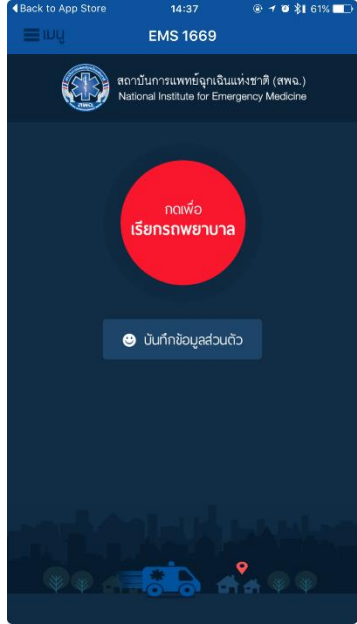 Back to App Store 14:37 61%
เมนู EMS 1669
สถาบันการแพทย์ฉุกเฉินแห่งชาติ (สพฉ.)
National Institute for Emergency Medicine
กดเพื่อ
เรียกรถพยาบาล
บันทึกข้อมูลส่วนตัว